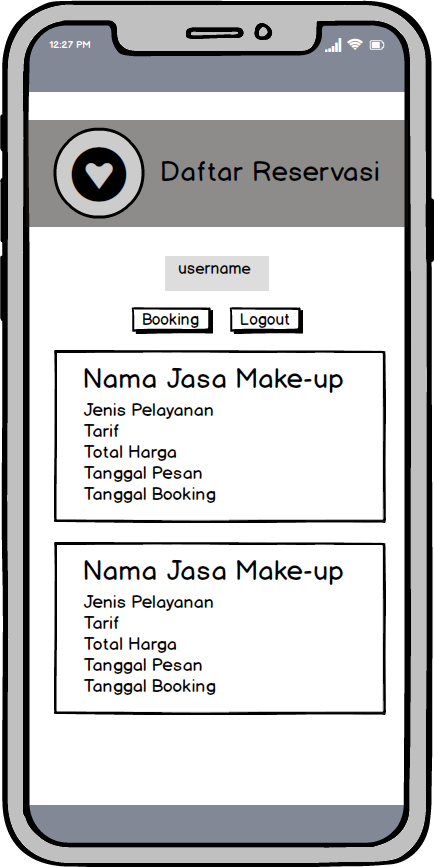 12:27 PM
Daftar Reservasi
username
Booking Logout
Nama Jasa Make-up
Jenis Pelayanan
Tarif
Total Harga
Tanggal Pesan
Tanggal Booking
Nama Jasa Make-up
Jenis Pelayanan
Tarif
Total Harga
Tanggal Pesan
Tanggal Booking